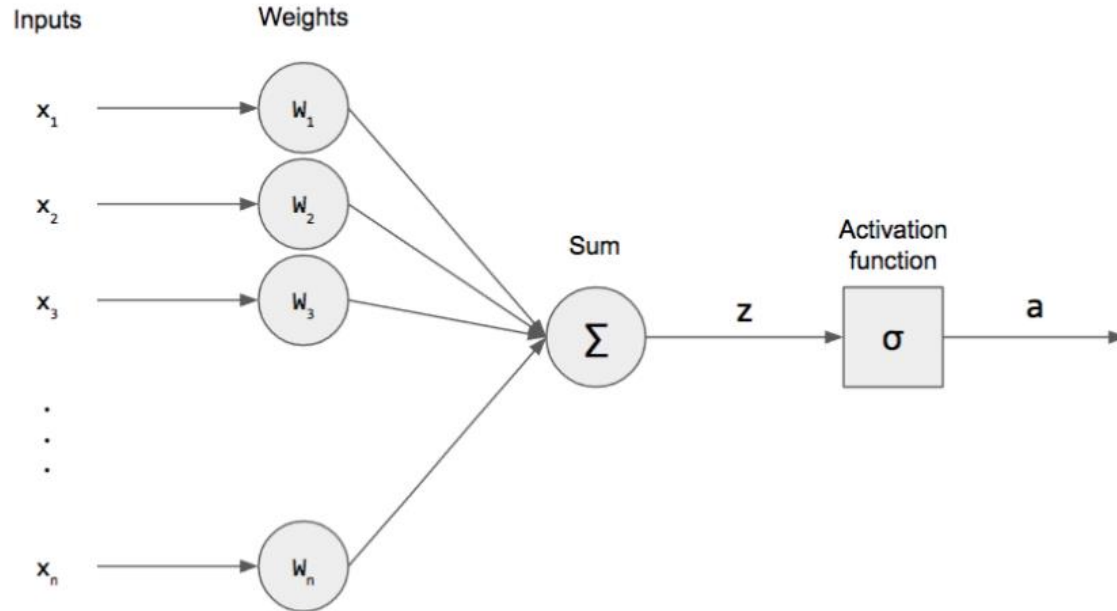 Inputs
Weights
x₁
W₁
x₂
W₂
x₃
W₃
Sum
Σ
z
Activation
function
σ
a
.
.
.
xₙ
Wₙ